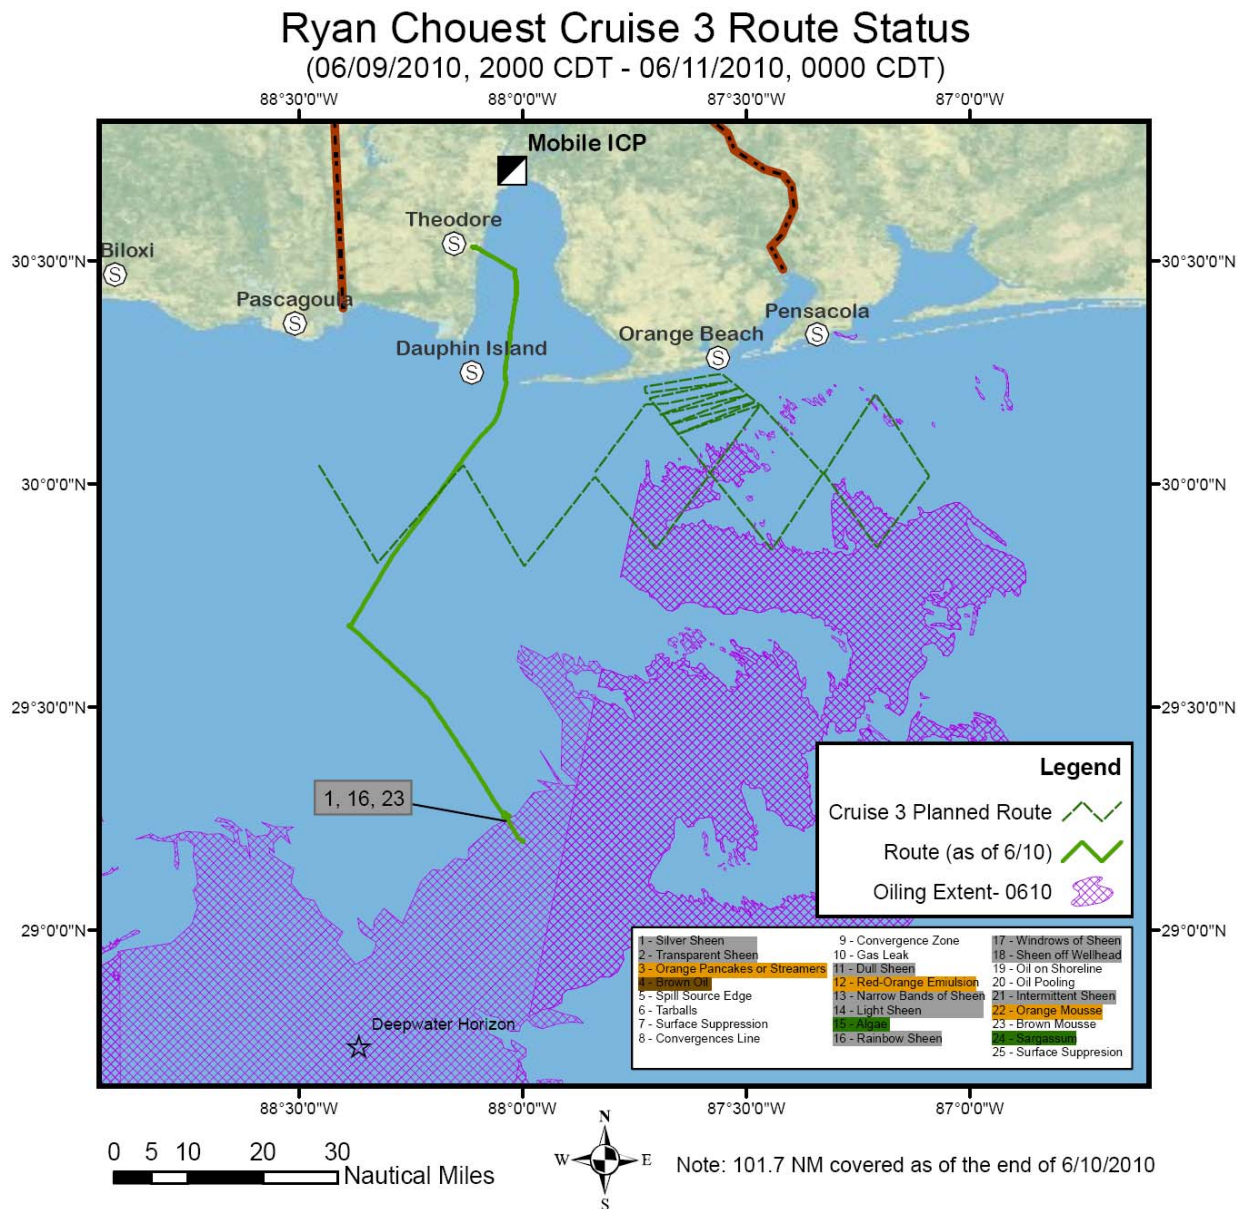 Ryan Chouest Cruise 3 Route Status
(06/09/2010, 2000 CDT - 06/11/2010, 0000 CDT)
88°30'0"W 88°0'0"W 87°30'0"W 87°0'0"W
Mobile ICP
Theodore
S
Biloxi
S
30°30'0"N 30°30'0"N
Pascagoula
S
Pensacola
S
Orange Beach
S
Dauphin Island
S
30°0'0"N 30°0'0"N
29°30'0"N 29°30'0"N
1, 16, 23
Legend
Cruise 3 Planned Route
Route (as of 6/10)
Oiling Extent- 0610
29°0'0"N 29°0'0"N
1 - Silver Sheen
2 - Transparent Sheen
3 - Orange Pancakes or Streamers
4 - Brown Oil
5 - Spill Source Edge
6 - Tarballs
7 - Surface Suppression
8 - Convergences Line
9 - Convergence Zone
10 - Gas Leak
11 - Dull Sheen
12 - Red-Orange Emiulsion
13 - Narrow Bands of Sheen
14 - Light Sheen
15 - Algae
16 - Rainbow Sheen
17 - Windrows of Sheen
18 - Sheen off Wellhead
19 - Oil on Shoreline
20 - Oil Pooling
21 - Intermittent Sheen
22 - Orange Mousse
23 - Brown Mousse
24 - Sargassum
25 - Surface Suppresion
Deepwater Horizon
88°30'0"W 88°0'0"W 87°30'0"W 87°0'0"W
0 5 10 20 30
Nautical Miles
N
W E
S
Note: 101.7 NM covered as of the end of 6/10/2010